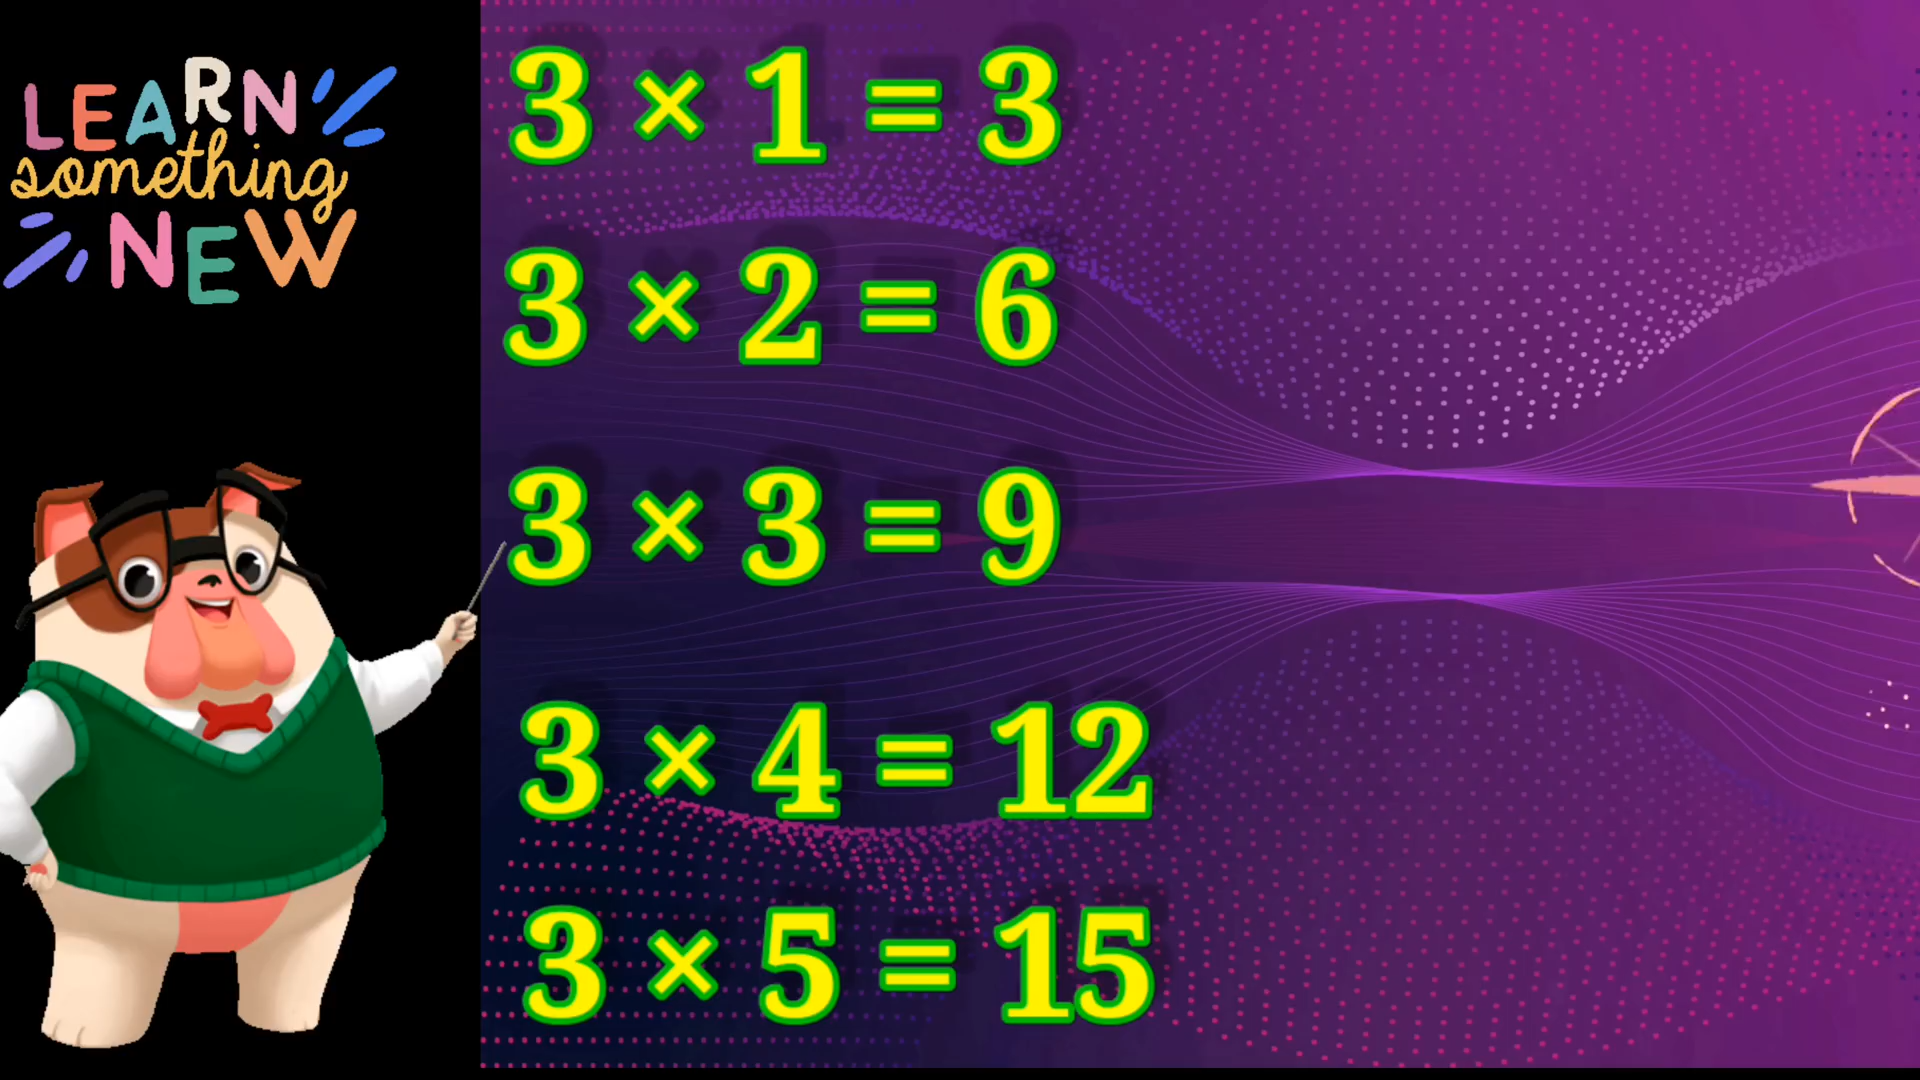 LEARN
something
NEW
3 × 1 = 3
3 × 2 = 6
3 × 3 = 9
3 × 4 = 12
3 × 5 = 15